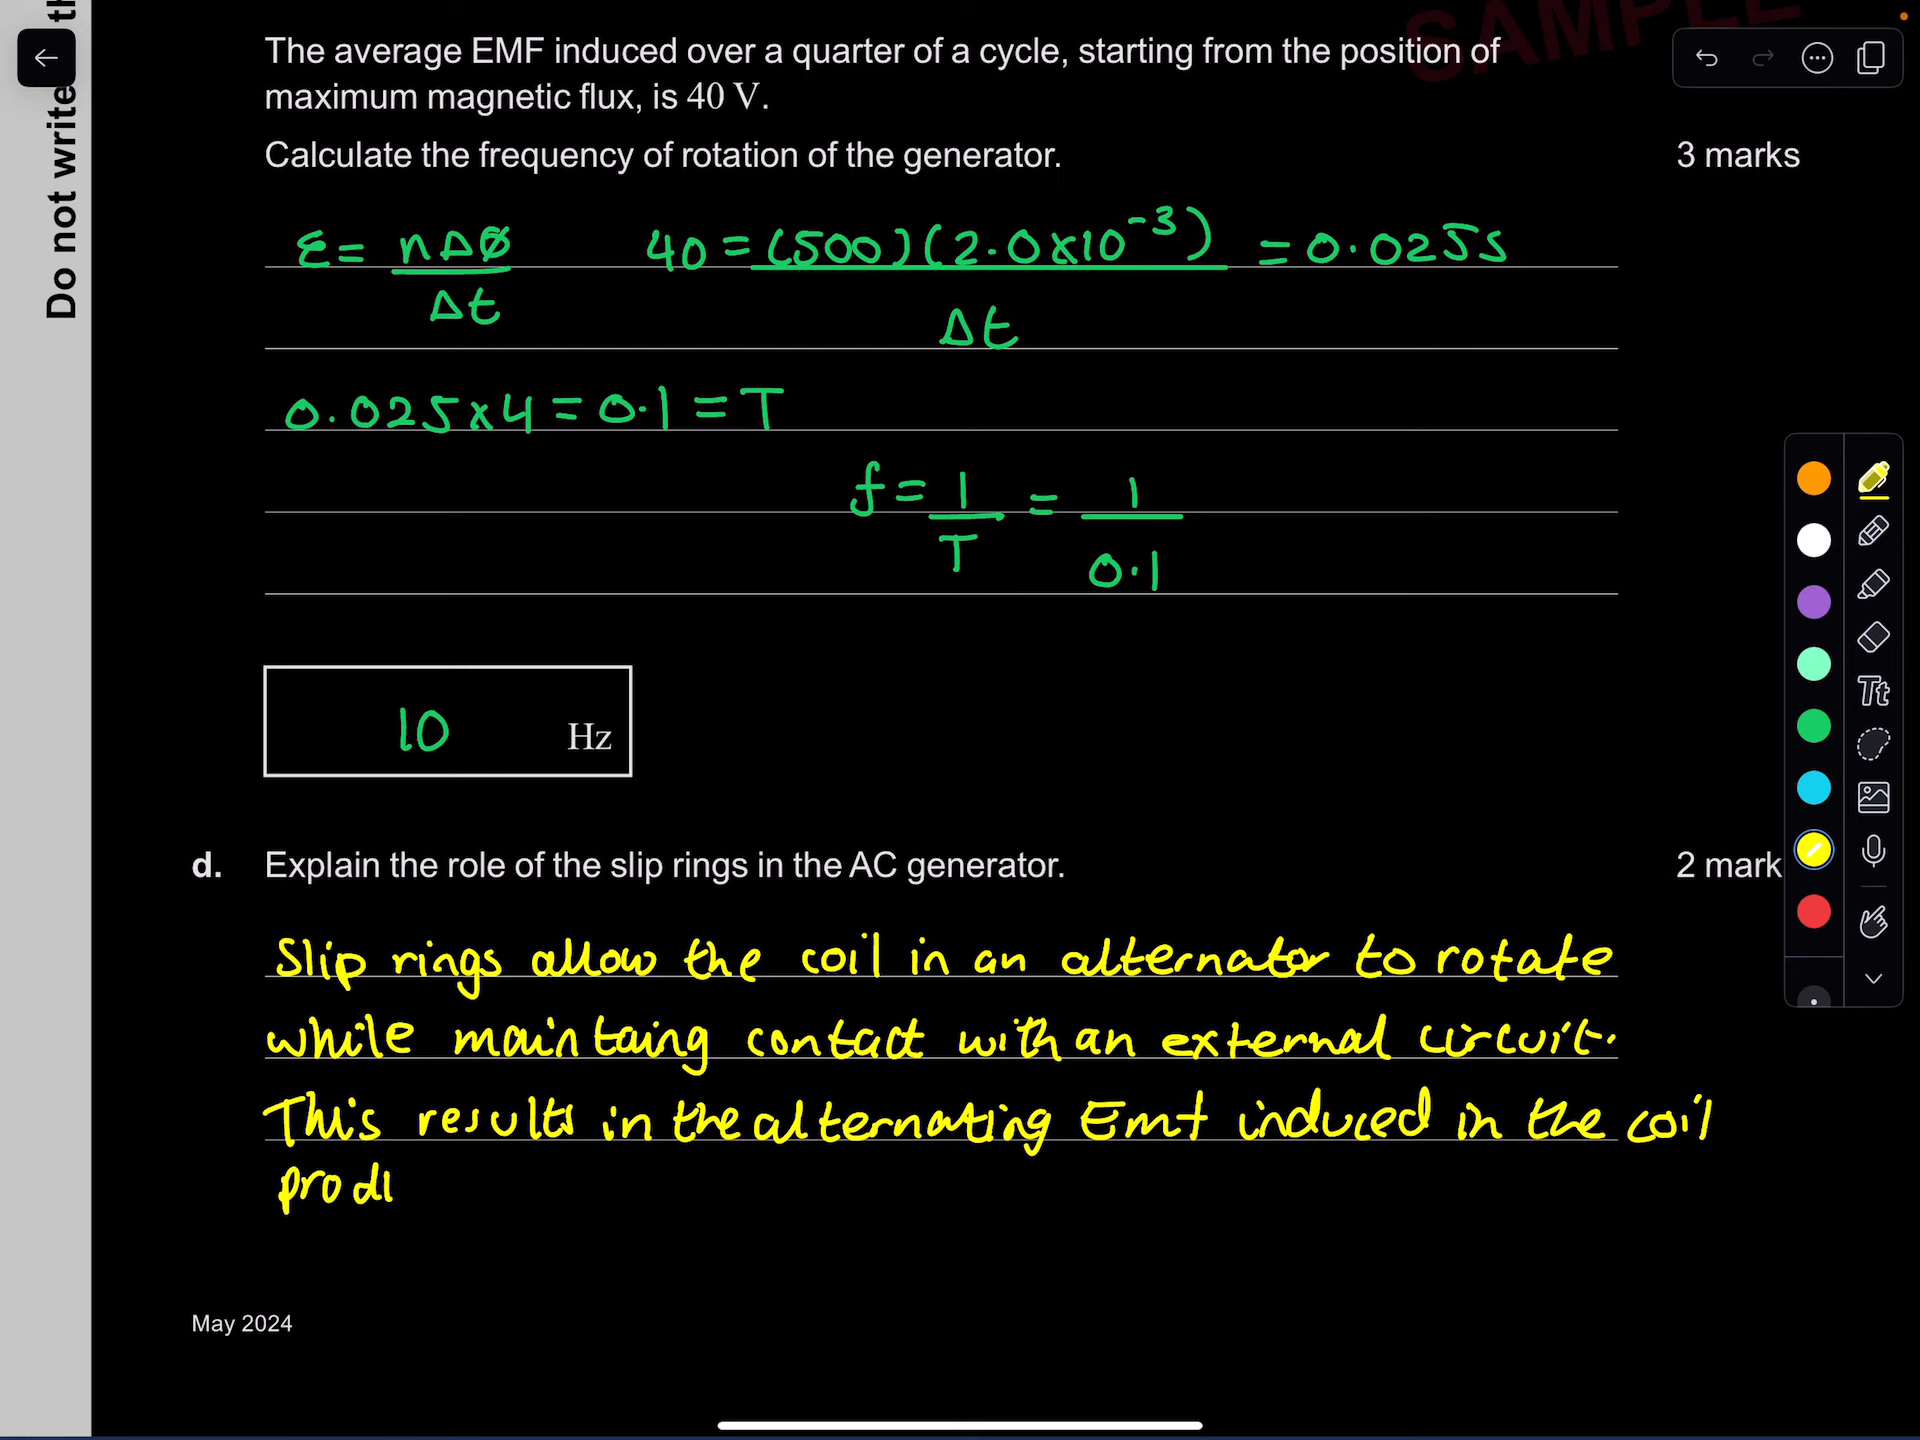 SAMPLE
Do not write
The average EMF induced over a quarter of a cycle, starting from the position of
maximum magnetic flux, is 40 V.
Calculate the frequency of rotation of the generator. 3 marks
ε = nΔΦ/Δt 40 = (500)(2.0×10⁻³)/Δt = 0.025s
0.025×4 = 0.1 = T
f = 1/T = 1/0.1
10 Hz
d. Explain the role of the slip rings in the AC generator. 2 mark
Slip rings allow the coil in an alternator to rotate
while maintaing contact with an external circuit.
This results in the alternating Emf induced in the coil
Tt
May 2024